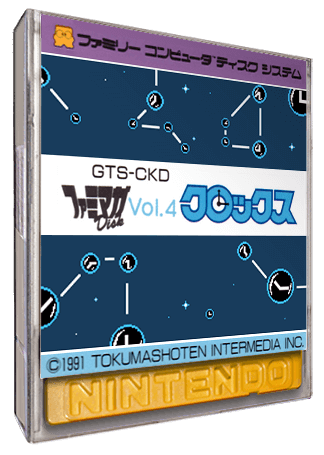 ファミリー コンピュータ ディスク システム
GTS-CKD
ファミマガ Disk Vol.4 クロックス
©1991 TOKUMASHOTEN INTERMEDIA INC.
NINTENDO